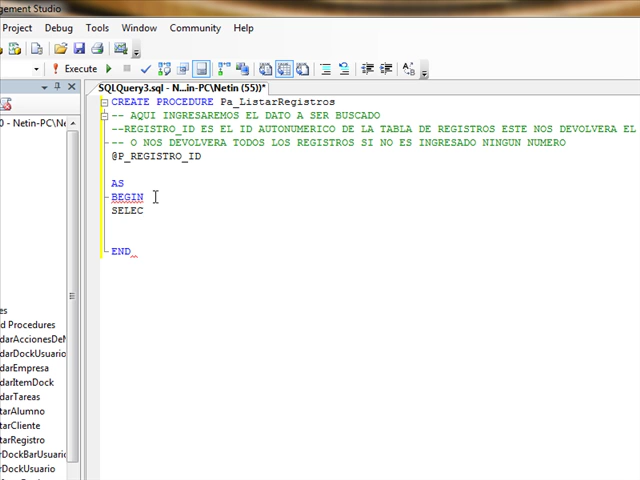 gement Studio
Project Debug Tools Window Community Help
Execute
SQLQuery3.sql - N...in-PC\Netin (55))*
CREATE PROCEDURE Pa_ListarRegistros
-- AQUI INGRESAREMOS EL DATO A SER BUSCADO
0 - Netin-PC\Ne
--REGISTRO_ID ES EL ID AUTONUMERICO DE LA TABLA DE REGISTROS ESTE NOS DEVOLVERA EL
-- O NOS DEVOLVERA TODOS LOS REGISTROS SI NO ES INGRESADO NINGUN NUMERO
@P_REGISTRO_ID
AS
BEGIN
SELEC
END
es
d Procedures
darAccionesDeM
darDockUsuario
darEmpresa
darItemDock
darTareas
tarAlumno
tarCliente
tarRegistro
DockBarUsuario
DockUsuario